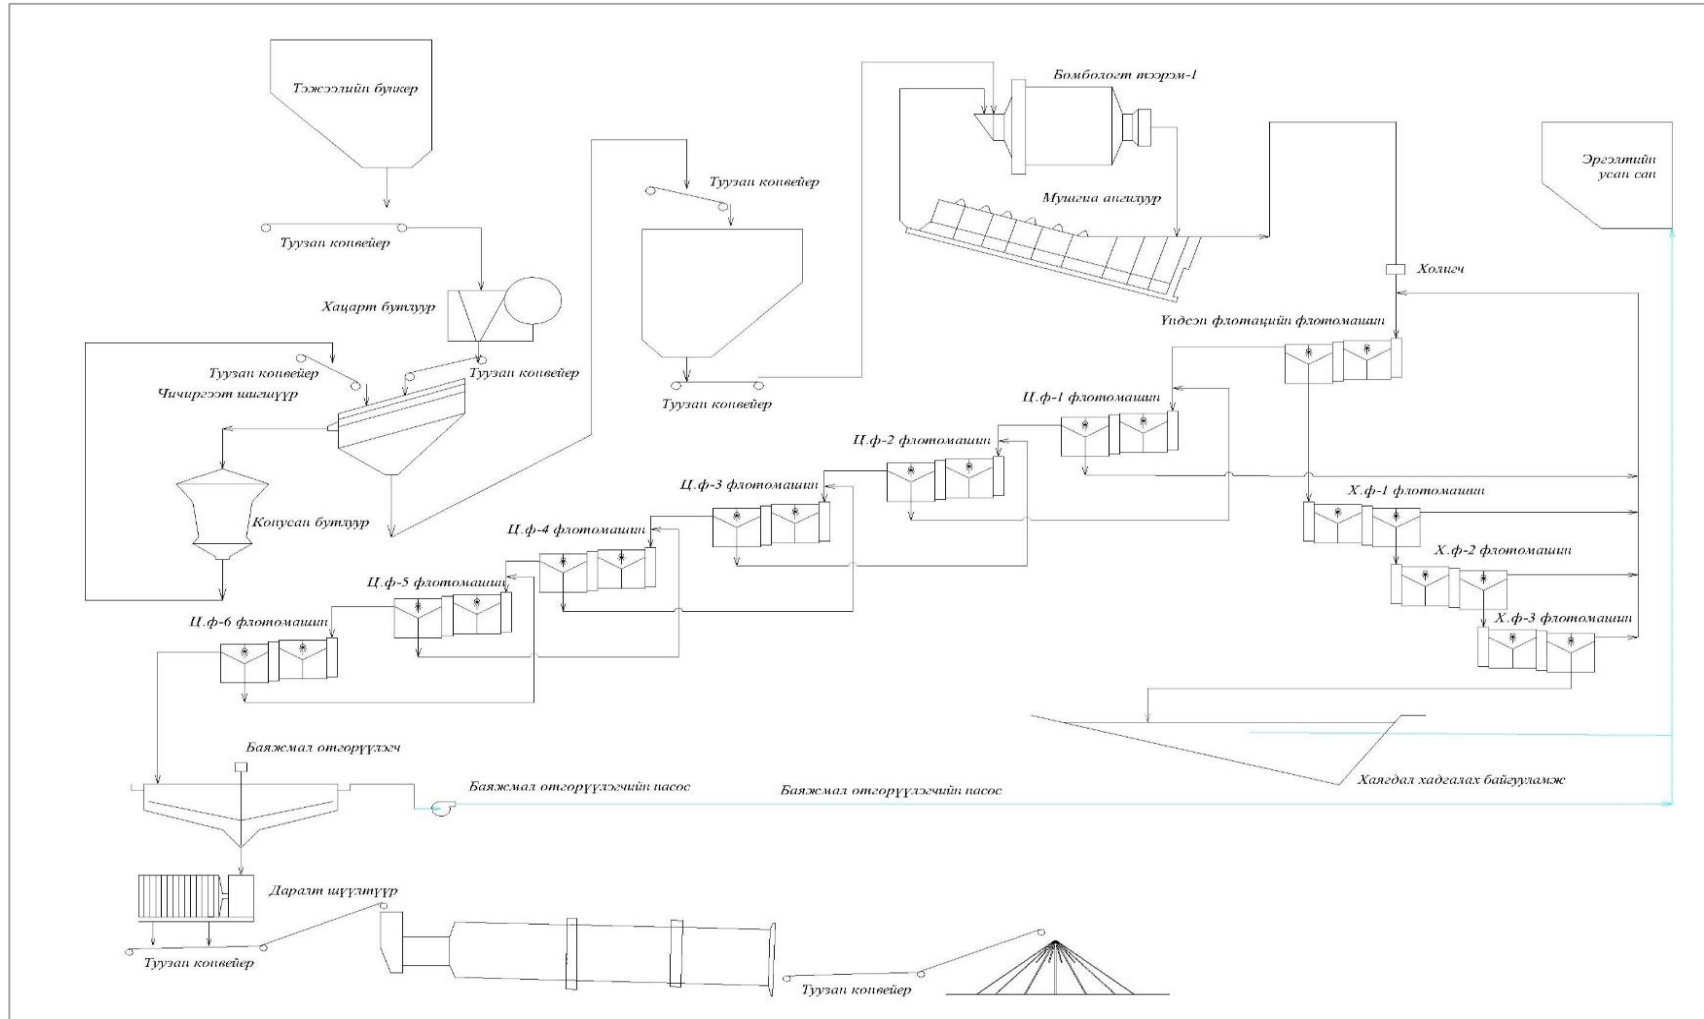 Тэжээлийн бункер
Туузан конвейер
Хацарт бутлуур
Туузан конвейер
Туузан конвейер
Чичиргээт шигшүүр
Конусан бутлуур
Туузан конвейер
Туузан конвейер
Бөмбөлөгт тээрэм-1
Мушгиа ангилуур
Эргэлтийн
усан сан
Холигч
Үндсэн флотацийн флотомашин
Ц.ф-1 флотомашин
Ц.ф-2 флотомашин
Ц.ф-3 флотомашин
Ц.ф-4 флотомашин
Ц.ф-5 флотомашин
Ц.ф-6 флотомашин
Х.ф-1 флотомашин
Х.ф-2 флотомашин
Х.ф-3 флотомашин
Хаягдал хадгалах байгууламж
Баяжмал өтгөрүүлэгч
Баяжмал өтгөрүүлэгчийн насос
Баяжмал өтгөрүүлэгчийн насос
Даралт шүүлтүүр
Туузан конвейер
Туузан конвейер